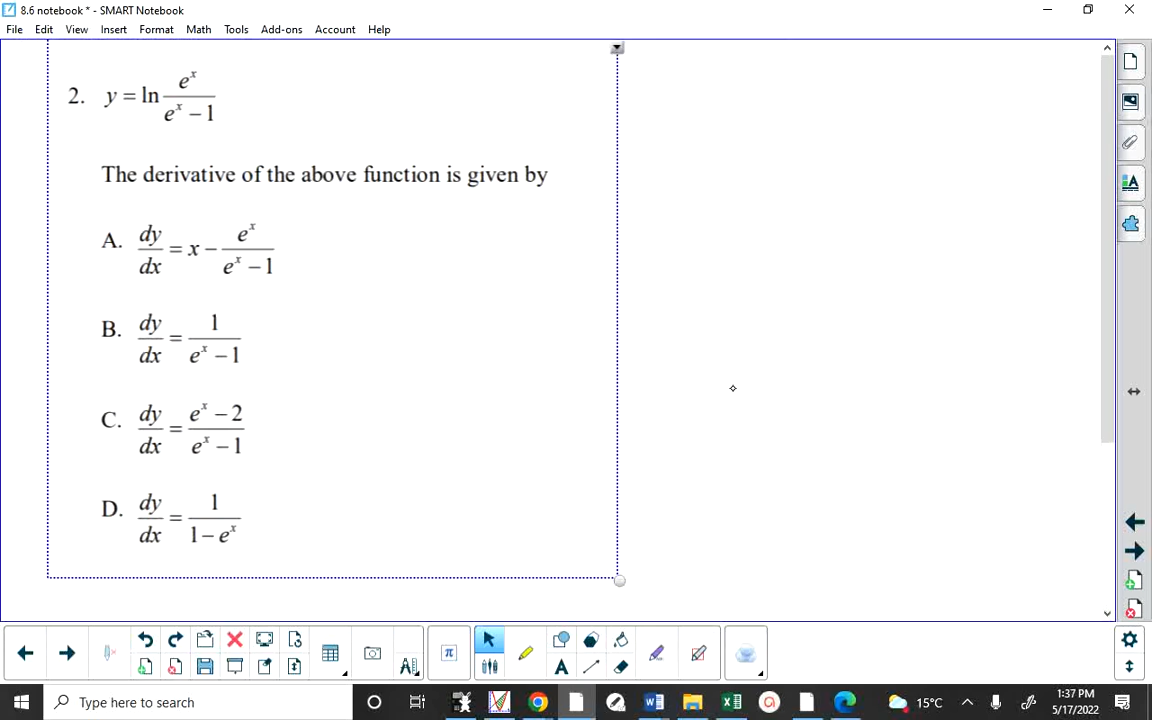 8.6 notebook * - SMART Notebook
File Edit View Insert Format Math Tools Add-ons Account Help
2. y = ln e^x / (e^x − 1)
The derivative of the above function is given by
A. dy/dx = x − e^x / (e^x − 1)
B. dy/dx = 1 / (e^x − 1)
C. dy/dx = (e^x − 2) / (e^x − 1)
D. dy/dx = 1 / (1 − e^x)
Type here to search
15°C
1:37 PM
5/17/2022